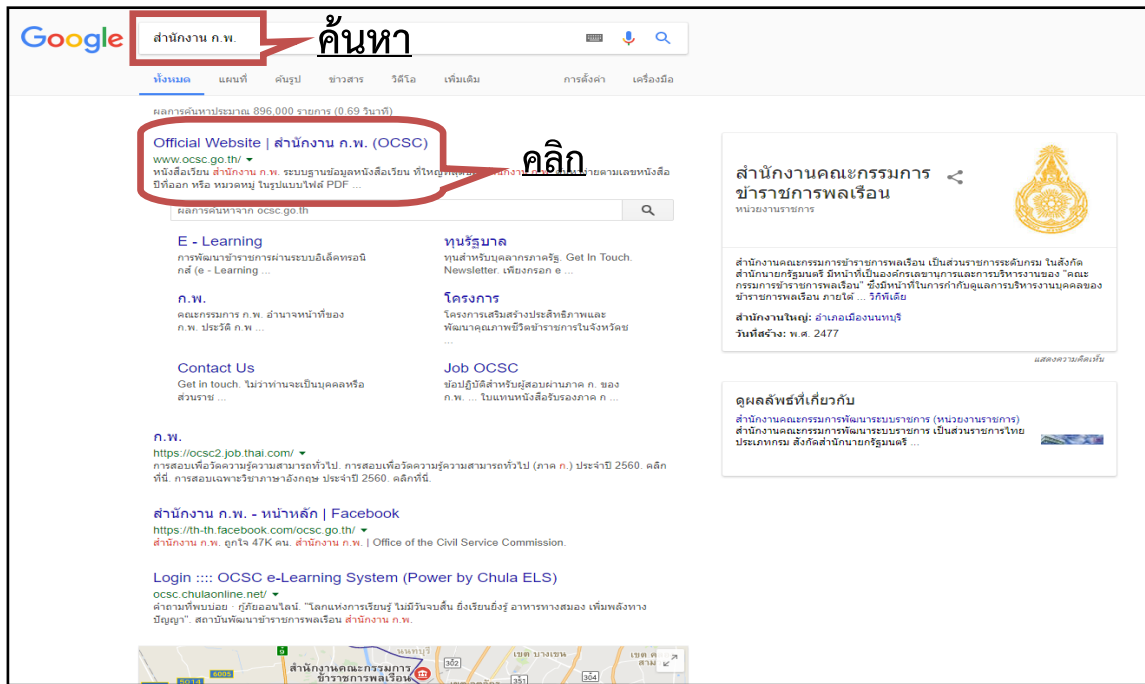 Google
สำนักงาน ก.พ.
ค้นหา
ทั้งหมด แผนที่ ค้นรูป ข่าวสาร วิดีโอ เพิ่มเติม การตั้งค่า เครื่องมือ
ผลการค้นหาประมาณ 896,000 รายการ (0.69 วินาที)
Official Website | สำนักงาน ก.พ. (OCSC)
www.ocsc.go.th/
คลิก
หนังสือเวียน สำนักงาน ก.พ. ระบบฐานข้อมูลหนังสือเวียน ที่ใหญ่ที่สุดของ
ปีที่ออก หรือ หมวดหมู่ ในรูปแบบไฟล์ PDF ...
ผลการค้นหาจาก ocsc.go.th
E - Learning
การพัฒนาข้าราชการผ่านระบบอิเล็คทรอนิ
กส์ (e - Learning ...
ทุนรัฐบาล
ทุนสำหรับบุคลากรภาครัฐ. Get In Touch.
Newsletter. เพียงกรอก e ...
ก.พ.
คณะกรรมการ ก.พ. อำนาจหน้าที่ของ
ก.พ. ประวัติ ก.พ ...
โครงการ
โครงการเสริมสร้างประสิทธิภาพและ
พัฒนาคุณภาพชีวิตข้าราชการในจังหวัดช
...
Contact Us
Get in touch. ไม่ว่าท่านจะเป็นบุคคลหรือ
ส่วนราช ...
Job OCSC
ข้อปฏิบัติสำหรับผู้สอบผ่านภาค ก. ของ
ก.พ. ... ใบแทนหนังสือรับรองภาค ก ...
ก.พ.
https://ocsc2.job.thai.com/
การสอบเพื่อวัดความรู้ความสามารถทั่วไป. การสอบเพื่อวัดความรู้ความสามารถทั่วไป (ภาค ก.) ประจำปี 2560. คลิก
ที่นี่. การสอบเฉพาะวิชาภาษาอังกฤษ ประจำปี 2560. คลิกที่นี่.
สำนักงาน ก.พ. - หน้าหลัก | Facebook
https://th-th.facebook.com/ocsc.go.th/
สำนักงาน ก.พ. ถูกใจ 47K คน. สำนักงาน ก.พ. | Office of the Civil Service Commission.
Login :::: OCSC e-Learning System (Power by Chula ELS)
ocsc.chulaonline.net/
คำถามที่พบบ่อย · กู้ภัยออนไลน์. "โลกแห่งการเรียนรู้ ไม่มีวันจบสิ้น ยิ่งเรียนยิ่งรู้ อาหารทางสมอง เพิ่มพลังทาง
ปัญญา". สถาบันพัฒนาข้าราชการพลเรือน สำนักงาน ก.พ.
สำนักงานคณะกรรมการ
ข้าราชการพลเรือน
หน่วยงานราชการ
สำนักงานคณะกรรมการข้าราชการพลเรือน เป็นส่วนราชการระดับกรม ในสังกัด
สำนักนายกรัฐมนตรี มีหน้าที่เป็นองค์กรเลขานุการและการบริหารงานของ "คณะ
กรรมการข้าราชการพลเรือน" ซึ่งมีหน้าที่ในการกำกับดูแลการบริหารงานบุคคลของ
ข้าราชการพลเรือน ภายใต้ ... วิกิพีเดีย
สำนักงานใหญ่: อำเภอเมืองนนทบุรี
วันที่สร้าง: พ.ศ. 2477
แสดงความคิดเห็น
ดูผลลัพธ์ที่เกี่ยวกับ
สำนักงานคณะกรรมการพัฒนาระบบราชการ (หน่วยงานราชการ)
สำนักงานคณะกรรมการพัฒนาระบบราชการ เป็นส่วนราชการไทย
ประเภทกรม สังกัดสำนักนายกรัฐมนตรี ...
นนทบุรี
เขต บางเขน
9
302
สำนักงานคณะกรรมการ
ข้าราชการพลเรือน
6005
5014
351
304